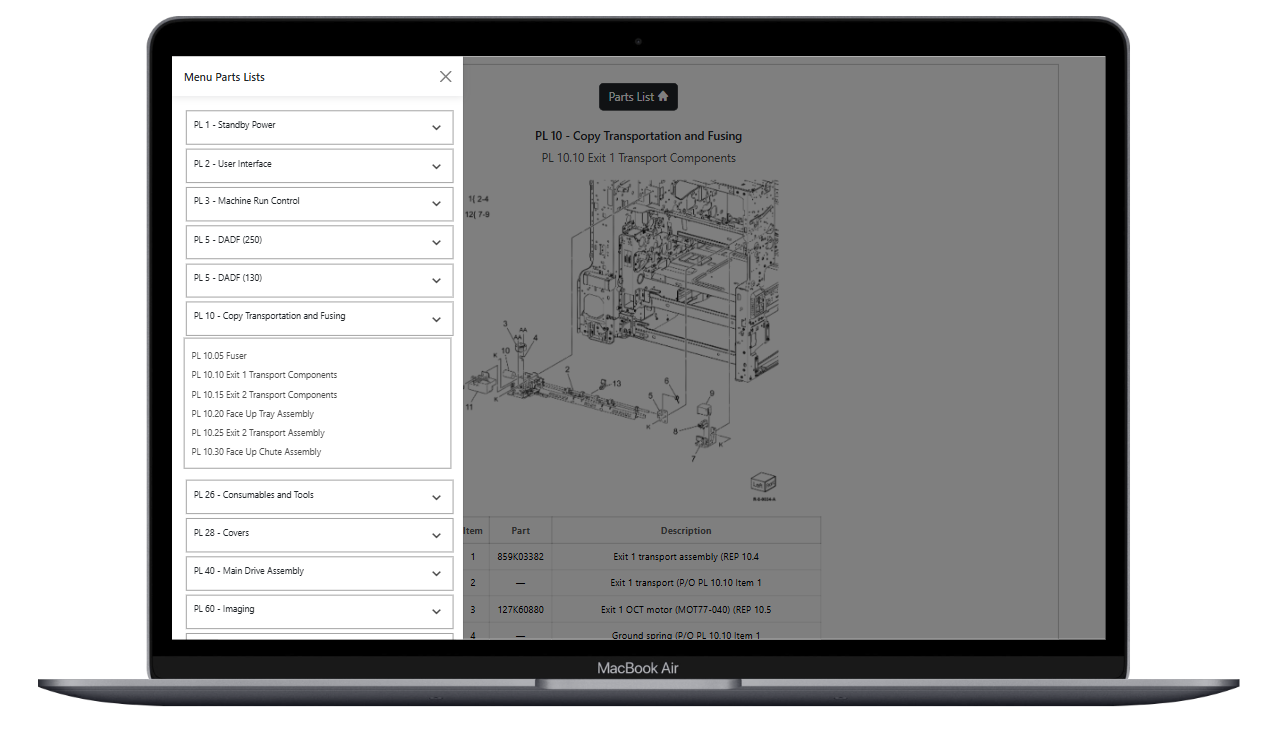 Menu Parts Lists
PL 1 - Standby Power
PL 2 - User Interface
PL 3 - Machine Run Control
PL 5 - DADF (250)
PL 5 - DADF (130)
PL 10 - Copy Transportation and Fusing
PL 10.05 Fuser
PL 10.10 Exit 1 Transport Components
PL 10.15 Exit 2 Transport Components
PL 10.20 Face Up Tray Assembly
PL 10.25 Exit 2 Transport Assembly
PL 10.30 Face Up Chute Assembly
PL 26 - Consumables and Tools
PL 28 - Covers
PL 40 - Main Drive Assembly
PL 60 - Imaging
Parts List
PL 10 - Copy Transportation and Fusing
PL 10.10 Exit 1 Transport Components
1{ 2-4
12{ 7-9
3
AA
AA
4
K
10
2
13
11
K
6
5
9
K
8
K
7
Item Part Description
1 859K03382 Exit 1 transport assembly (REP 10.4
2 — Exit 1 transport (P/O PL 10.10 Item 1
3 127K60880 Exit 1 OCT motor (MOT77-040) (REP 10.5
4 — Ground spring (P/O PL 10.10 Item 1
MacBook Air